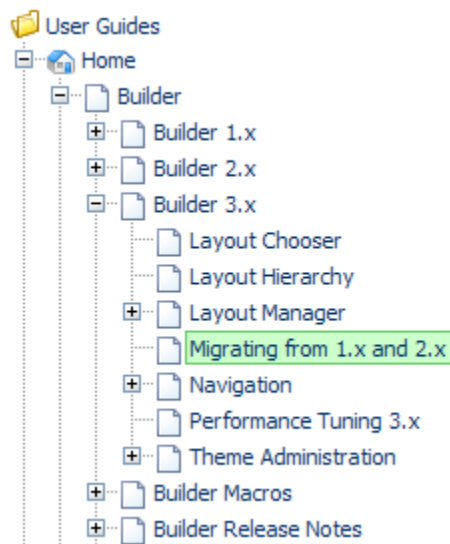 User Guides
Home
Builder
Builder 1.x
Builder 2.x
Builder 3.x
Layout Chooser
Layout Hierarchy
Layout Manager
Migrating from 1.x and 2.x
Navigation
Performance Tuning 3.x
Theme Administration
Builder Macros
Builder Release Notes